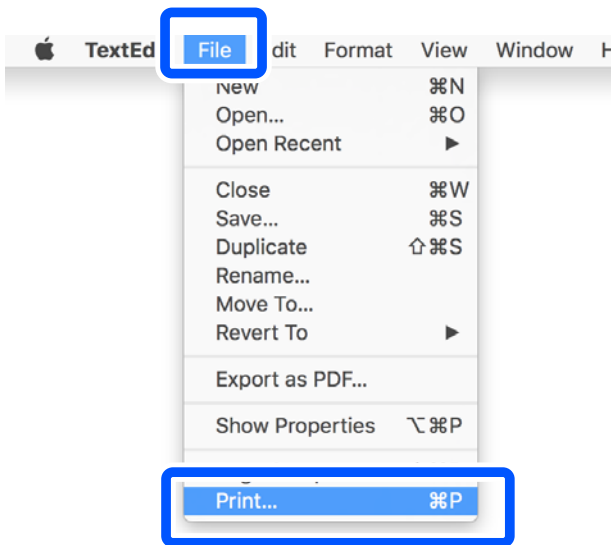 TextEd File dit Format View Window H
New ⌘N
Open... ⌘O
Open Recent ▶
Close ⌘W
Save... ⌘S
Duplicate ⇧⌘S
Rename...
Move To...
Revert To ▶
Export as PDF...
Show Properties ⌥⌘P
Print... ⌘P